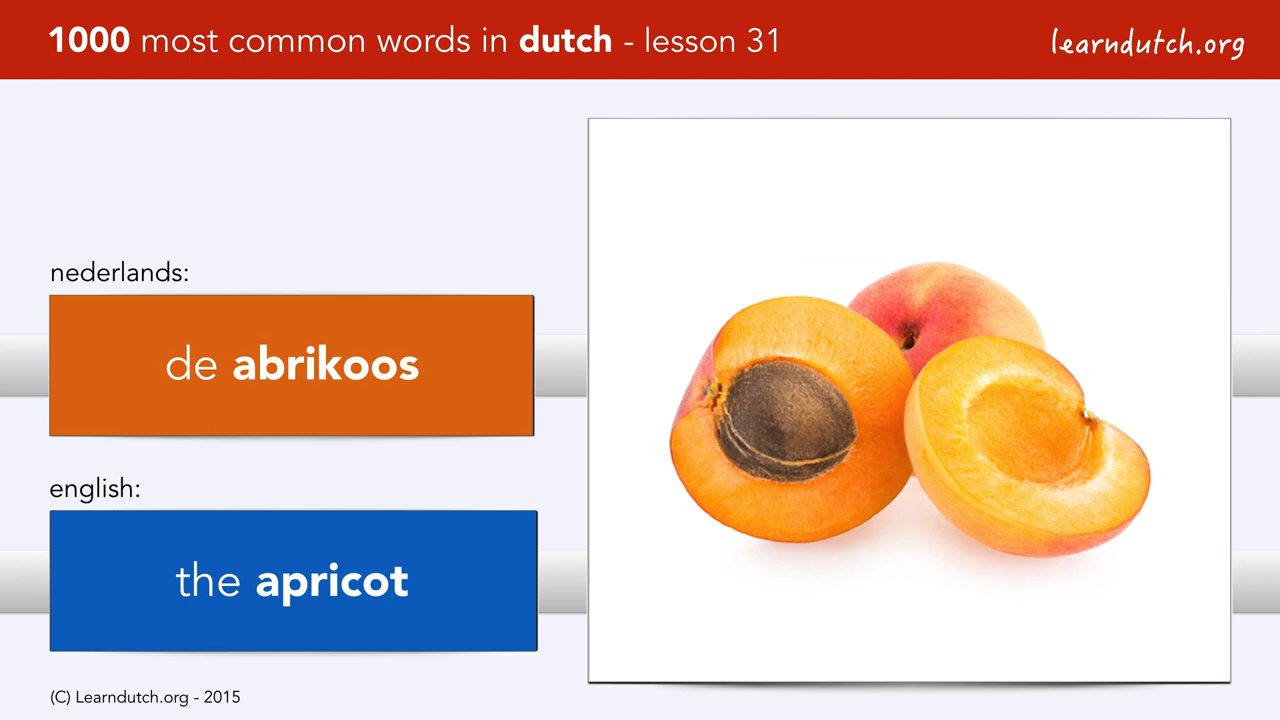 1000 most common words in dutch - lesson 31
learndutch.org
nederlands:
de abrikoos
english:
the apricot
(C) Learndutch.org - 2015